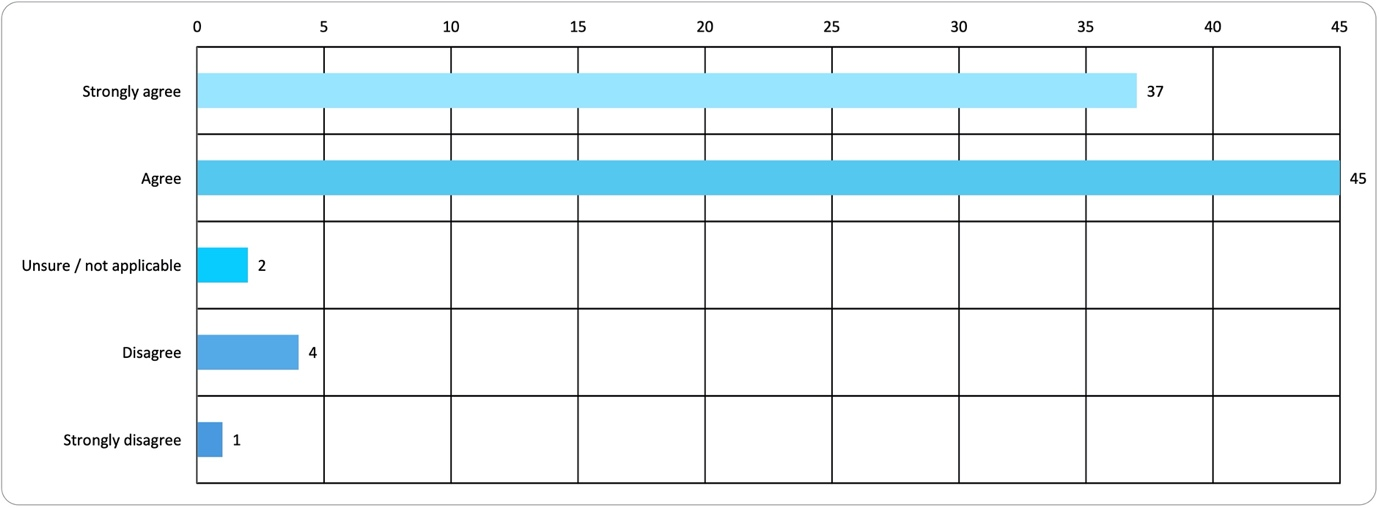 0 5 10 15 20 25 30 35 40 45
Strongly agree 37
Agree 45
Unsure / not applicable 2
Disagree 4
Strongly disagree 1